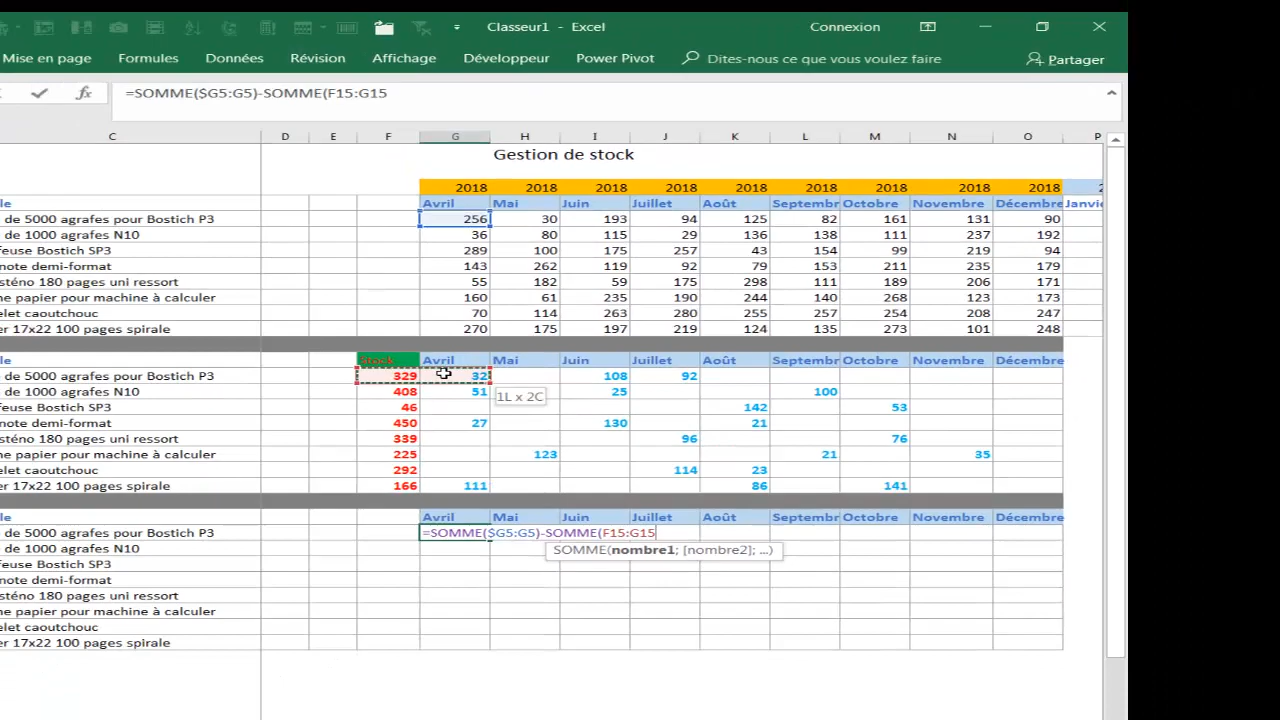 Classeur1 - Excel Connexion
Mise en page Formules Données Révision Affichage Développeur Power Pivot Dites-nous ce que vous voulez faire Partager
fx =SOMME($G5:G5)-SOMME(F15:G15
C D E F G H I J K L M N O P
Gestion de stock
2018 2018 2018 2018 2018 2018 2018 2018 2018 2
le Avril Mai Juin Juillet Août Septembr Octobre Novembre Décembre Janvie
de 5000 agrafes pour Bostich P3 256 30 193 94 125 82 161 131 90
de 1000 agrafes N10 36 80 115 29 136 138 111 237 192
feuse Bostich SP3 289 100 175 257 43 154 99 219 94
note demi-format 143 262 119 92 79 153 211 235 179
sténo 180 pages uni ressort 55 182 59 175 298 111 189 206 171
ne papier pour machine à calculer 160 61 235 190 244 140 268 123 173
let caoutchouc 70 114 263 280 255 257 254 208 247
er 17x22 100 pages spirale 270 175 197 219 124 135 273 101 248
le Stock Avril Mai Juin Juillet Août Septembr Octobre Novembre Décembre
de 5000 agrafes pour Bostich P3 329 32 108 92
de 1000 agrafes N10 408 51 25 100
1L x 2C
feuse Bostich SP3 46 142 53
note demi-format 450 27 130 21
sténo 180 pages uni ressort 339 96 76
ne papier pour machine à calculer 225 123 21 35
elet caoutchouc 292 114 23
er 17x22 100 pages spirale 166 111 86 141
le Avril Mai Juin Juillet Août Septembr Octobre Novembre Décembre
de 5000 agrafes pour Bostich P3 =SOMME($G5:G5)-SOMME(F15:G15
de 1000 agrafes N10 SOMME(nombre1; [nombre2]; ...)
feuse Bostich SP3
note demi-format
sténo 180 pages uni ressort
ne papier pour machine à calculer
elet caoutchouc
er 17x22 100 pages spirale